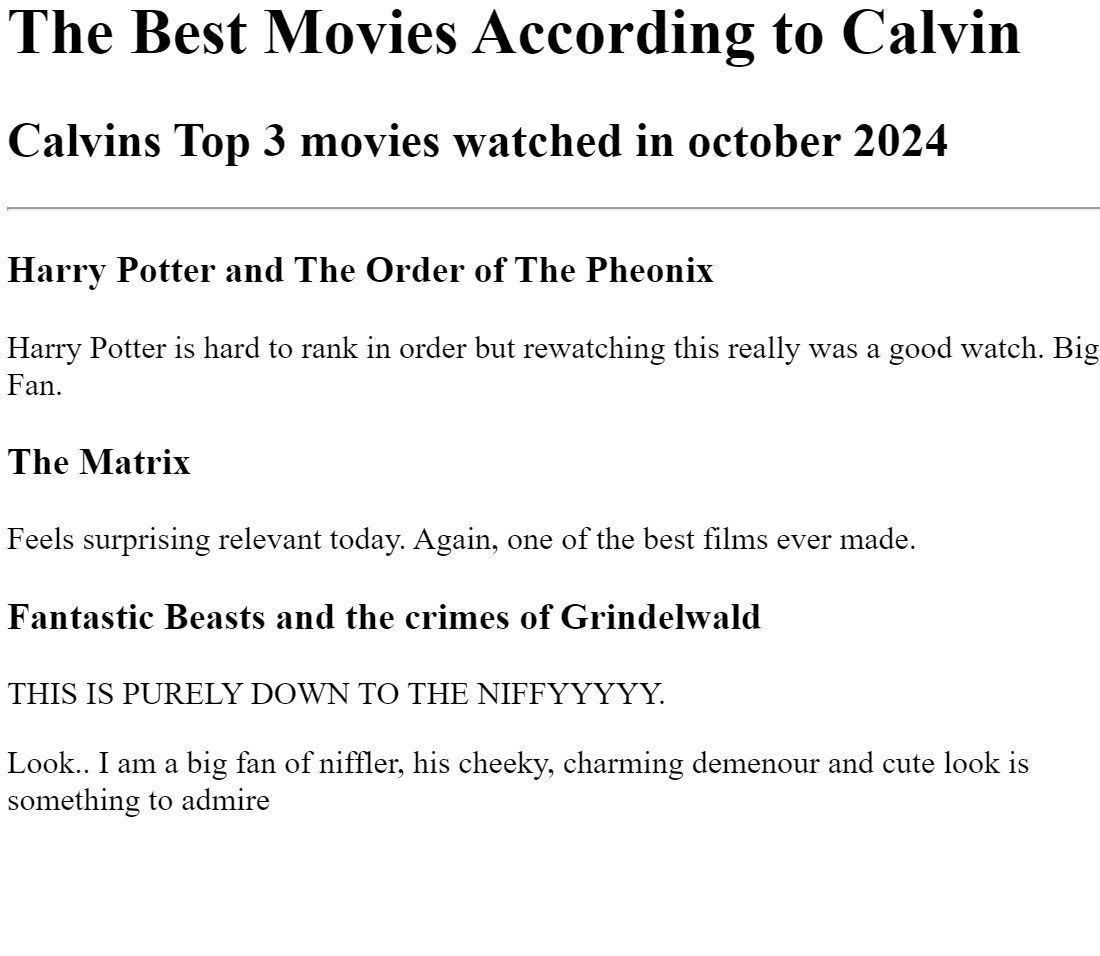 The Best Movies According to Calvin
Calvins Top 3 movies watched in october 2024
Harry Potter and The Order of The Pheonix
Harry Potter is hard to rank in order but rewatching this really was a good watch. Big
Fan.
The Matrix
Feels surprising relevant today. Again, one of the best films ever made.
Fantastic Beasts and the crimes of Grindelwald
THIS IS PURELY DOWN TO THE NIFFYYYYY.
Look.. I am a big fan of niffler, his cheeky, charming demenour and cute look is
something to admire